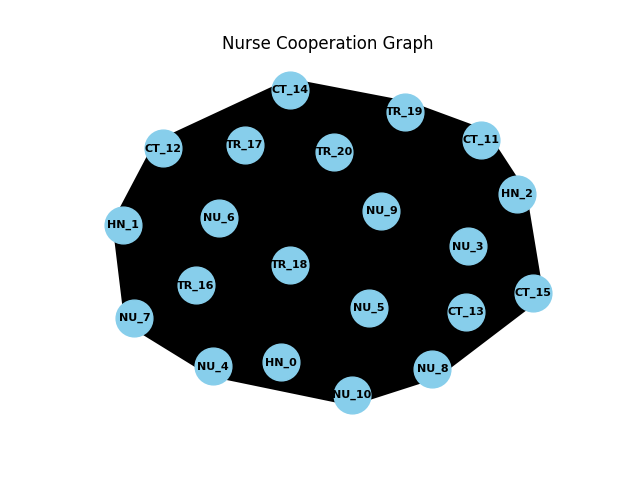 Nurse Cooperation Graph
CT_14
TR_19
CT_11
CT_12
TR_17
TR_20
HN_2
NU_6
NU_9
HN_1
NU_3
TR_18
TR_16
CT_15
NU_5
CT_13
NU_7
NU_4
HN_0
NU_8
NU_10